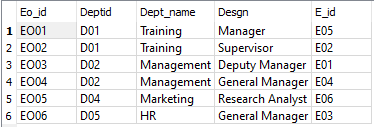 Eo_id Deptid Dept_name Desgn E_id
1 EO01 D01 Training Manager E05
2 EO02 D01 Training Supervisor E02
3 EO03 D02 Management Deputy Manager E01
4 EO04 D02 Management General Manager E04
5 EO05 D04 Marketing Research Analyst E06
6 EO06 D05 HR General Manager E03